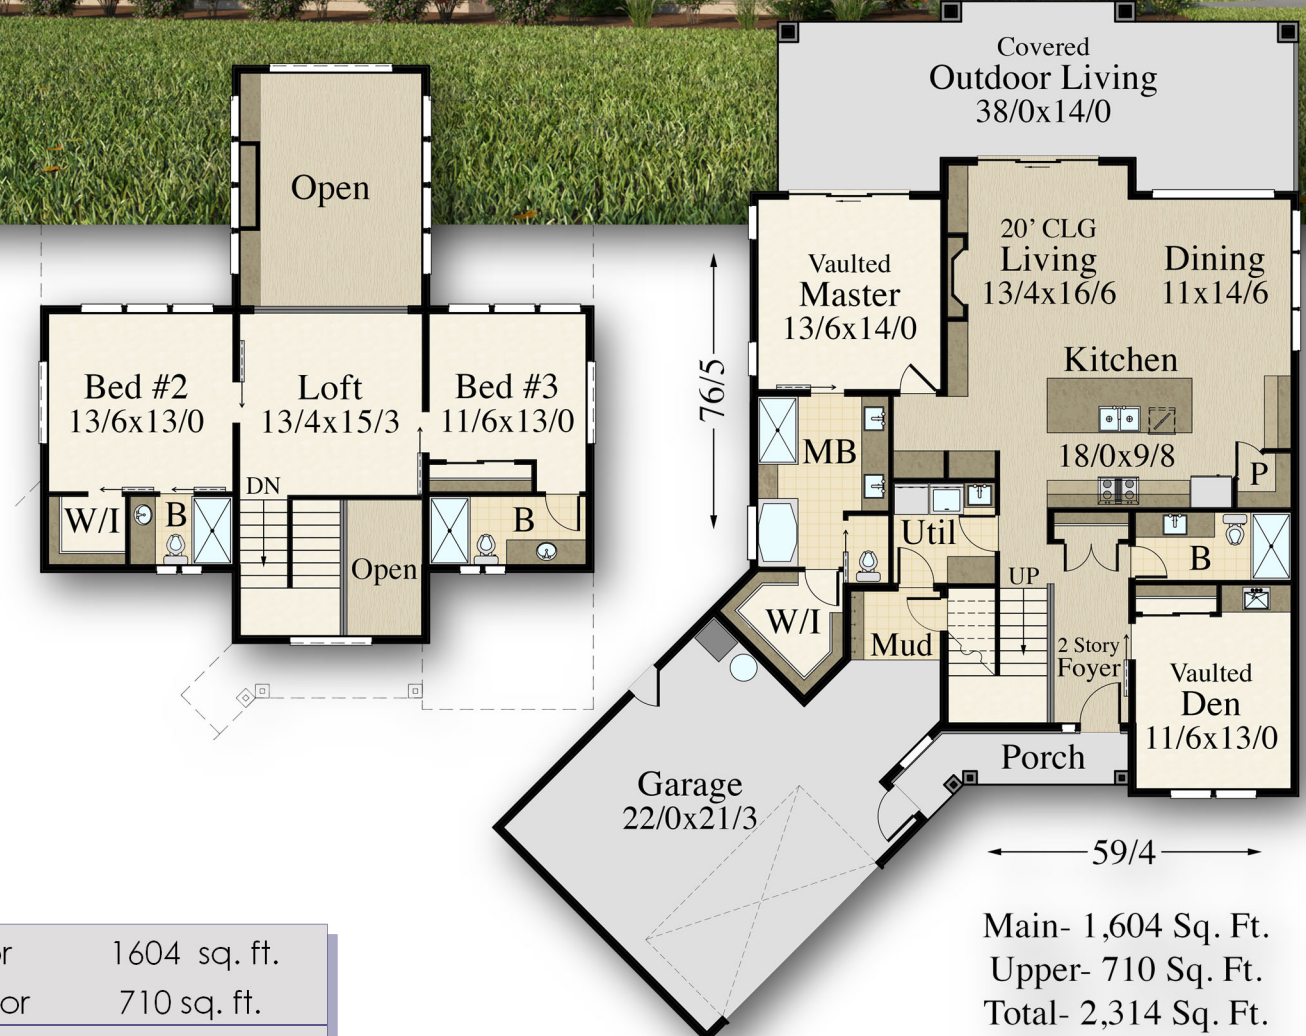 Covered
Outdoor Living
38/0x14/0
Open
20' CLG
Living
13/4x16/6
Dining
11x14/6
Vaulted
Master
13/6x14/0
76/5
Kitchen
18/0x9/8
P
Bed #2
13/6x13/0
Loft
13/4x15/3
Bed #3
11/6x13/0
MB
DN
W/I
B
Open
B
Util
B
UP
W/I
Mud
2 Story
Foyer
Vaulted
Den
11/6x13/0
Porch
Garage
22/0x21/3
59/4
Main- 1,604 Sq. Ft.
Upper- 710 Sq. Ft.
Total- 2,314 Sq. Ft.
or 1604 sq. ft.
or 710 sq. ft.